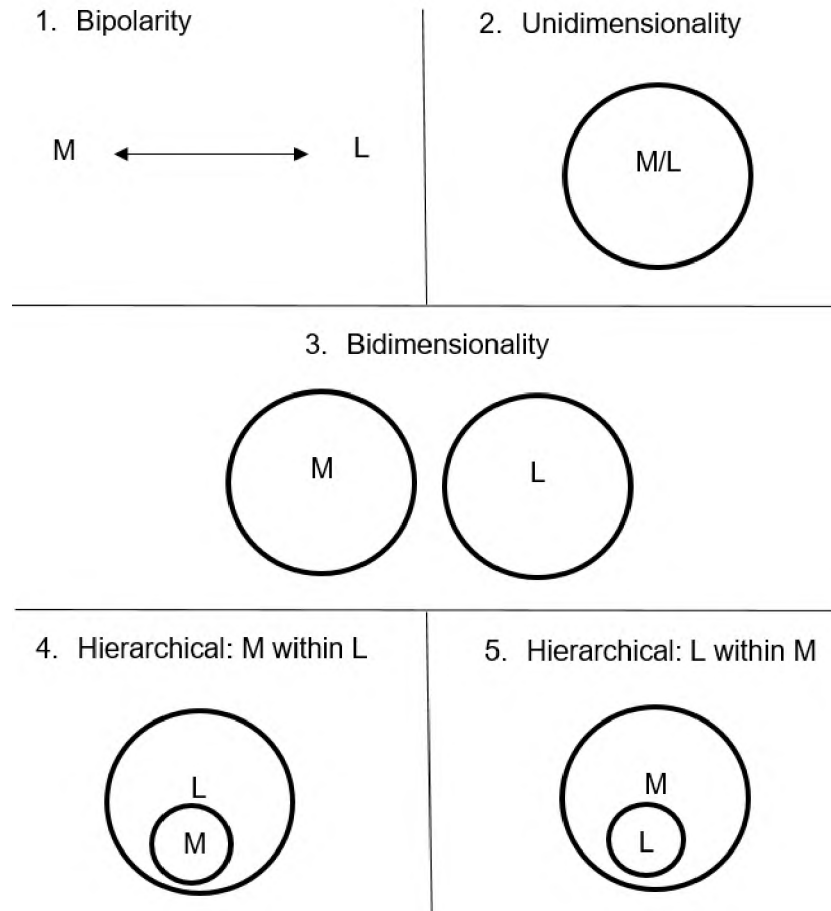 1. Bipolarity
M L
2. Unidimensionality
M/L
3. Bidimensionality
M L
4. Hierarchical: M within L
L
M
5. Hierarchical: L within M
M
L